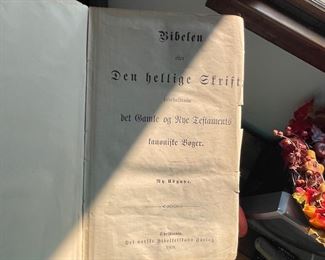 Bibelen
eller
Den hellige Skrift
indeholdende
det Gamle og Nye Testamentes
kanoniske Bøger.
Ny Udgave.
Christiania.
Det norske Bibelselskabs Forlag